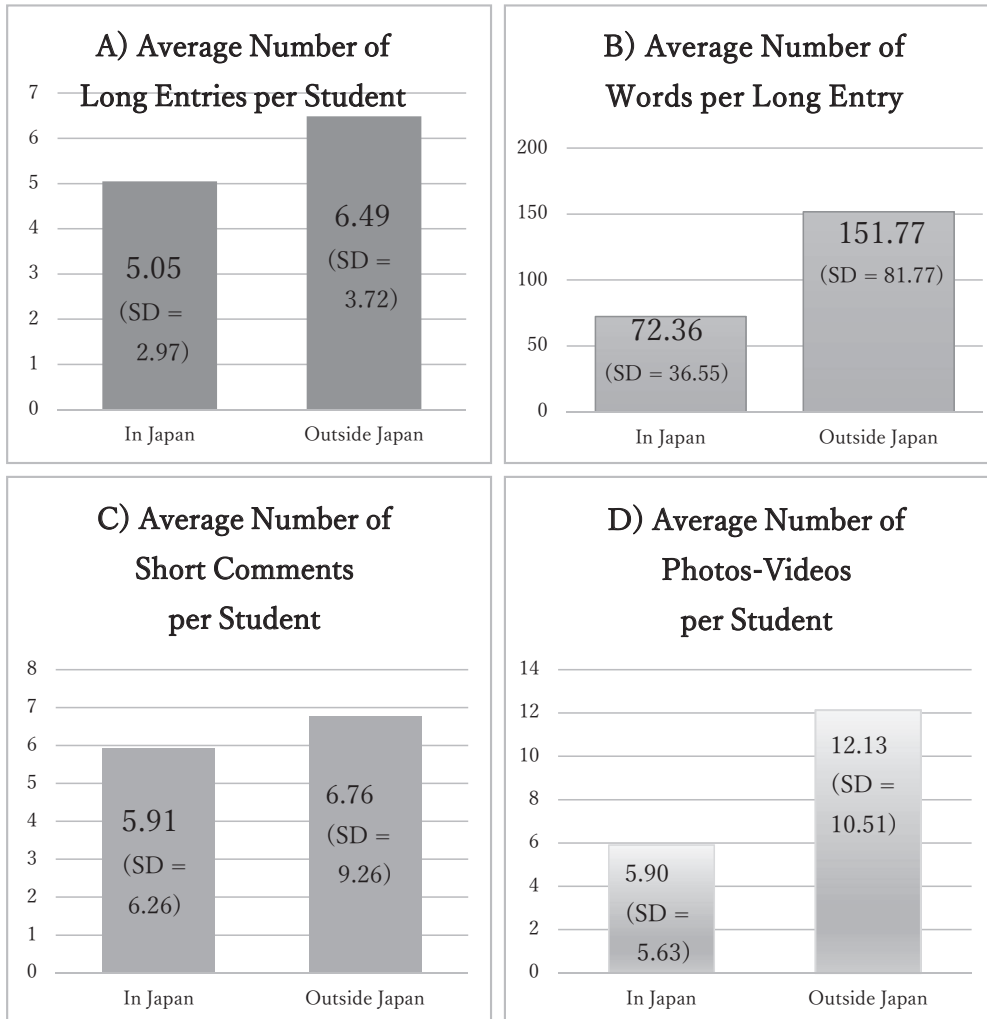 A) Average Number of
Long Entries per Student
7
6
5
4
3
2
1
0
5.05
(SD =
2.97)
6.49
(SD =
3.72)
In Japan
Outside Japan
B) Average Number of
Words per Long Entry
200
150
100
50
0
72.36
(SD = 36.55)
151.77
(SD = 81.77)
In Japan
Outside Japan
C) Average Number of
Short Comments
per Student
8
7
6
5
4
3
2
1
0
5.91
(SD =
6.26)
6.76
(SD =
9.26)
In Japan
Outside Japan
D) Average Number of
Photos-Videos
per Student
14
12
10
8
6
4
2
0
5.90
(SD =
5.63)
12.13
(SD =
10.51)
In Japan
Outside Japan